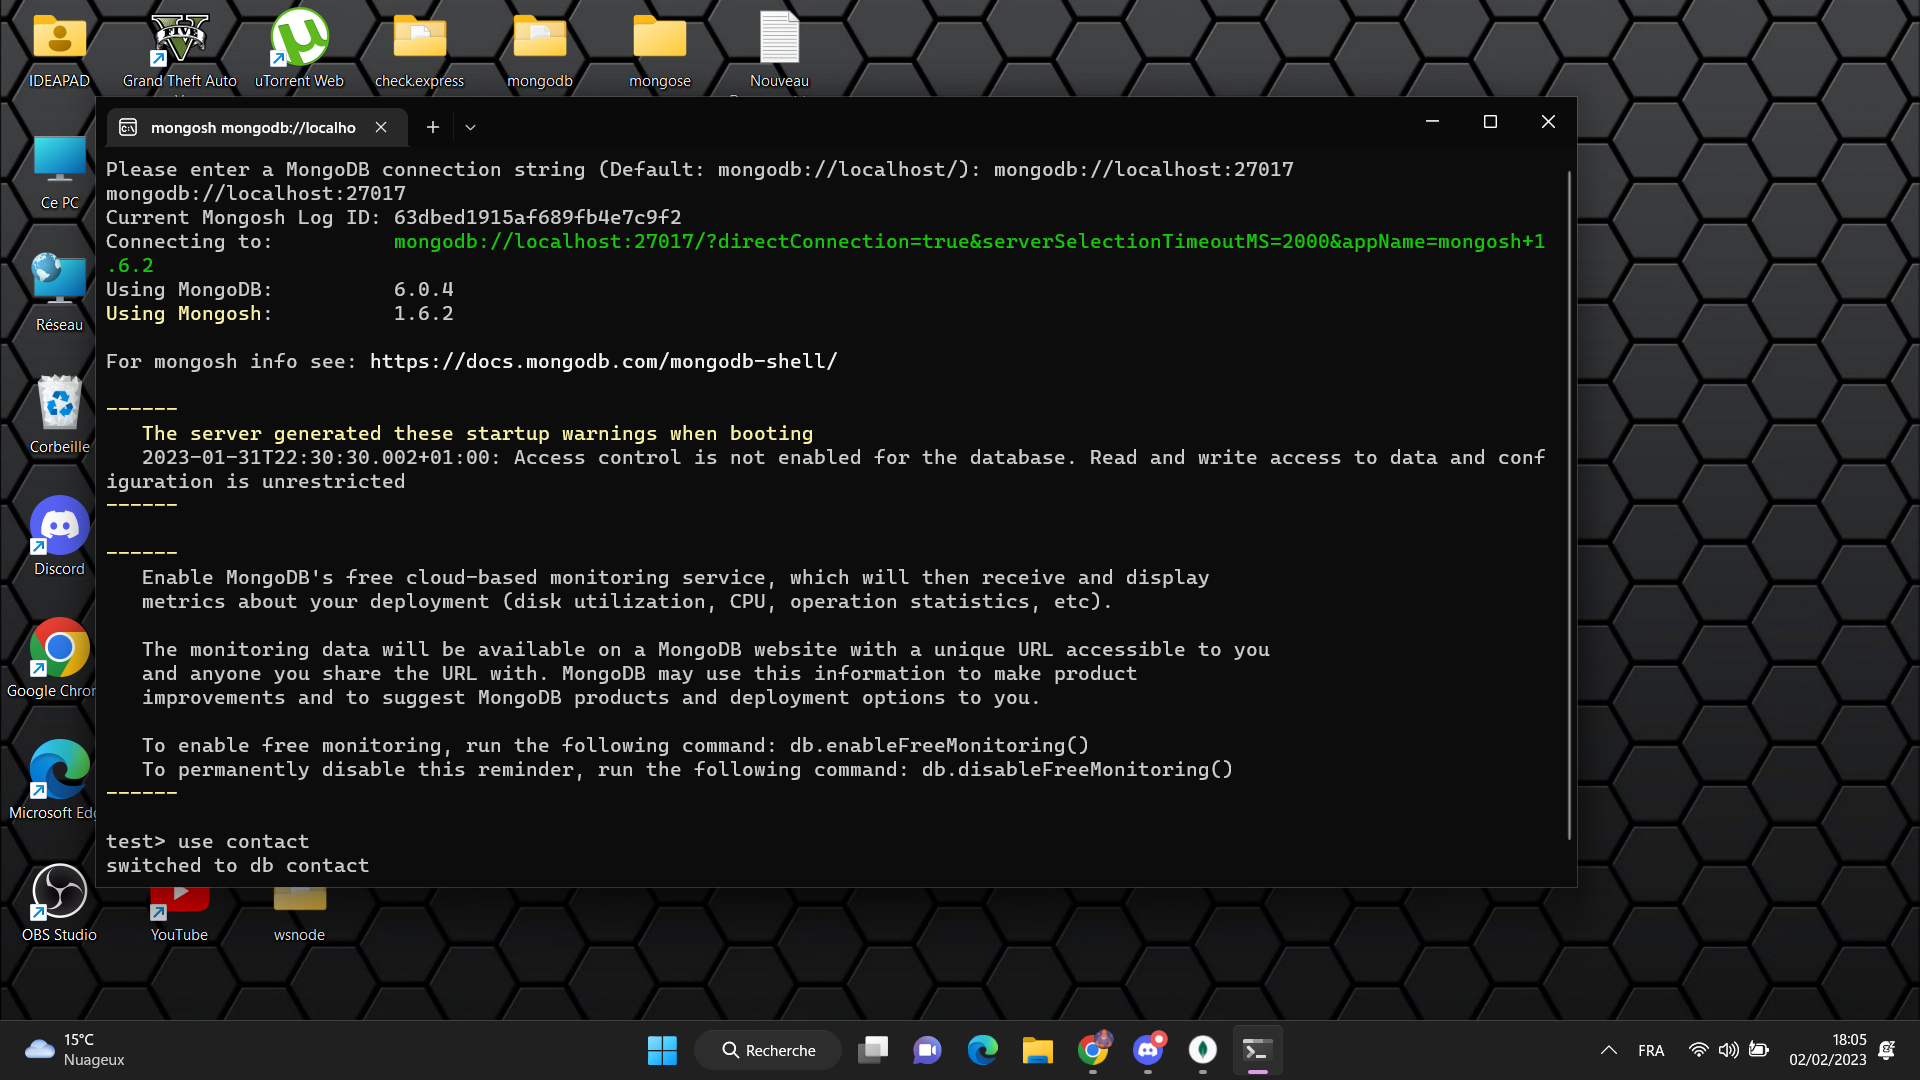 IDEAPAD
Grand Theft Auto
uTorrent Web
check.express
mongodb
mongose
Nouveau
Ce PC
Réseau
Corbeille
Discord
Google Chror
Microsoft Edg
OBS Studio
YouTube
wsnode
mongosh mongodb://localho
Please enter a MongoDB connection string (Default: mongodb://localhost/): mongodb://localhost:27017
mongodb://localhost:27017
Current Mongosh Log ID: 63dbed1915af689fb4e7c9f2
Connecting to: mongodb://localhost:27017/?directConnection=true&serverSelectionTimeoutMS=2000&appName=mongosh+1
.6.2
Using MongoDB: 6.0.4
Using Mongosh: 1.6.2
For mongosh info see: https://docs.mongodb.com/mongodb-shell/
------
The server generated these startup warnings when booting
2023-01-31T22:30:30.002+01:00: Access control is not enabled for the database. Read and write access to data and conf
iguration is unrestricted
------
------
Enable MongoDB's free cloud-based monitoring service, which will then receive and display
metrics about your deployment (disk utilization, CPU, operation statistics, etc).
The monitoring data will be available on a MongoDB website with a unique URL accessible to you
and anyone you share the URL with. MongoDB may use this information to make product
improvements and to suggest MongoDB products and deployment options to you.
To enable free monitoring, run the following command: db.enableFreeMonitoring()
To permanently disable this reminder, run the following command: db.disableFreeMonitoring()
------
test> use contact
switched to db contact
15°C
Nuageux
Recherche
FRA
18:05
02/02/2023